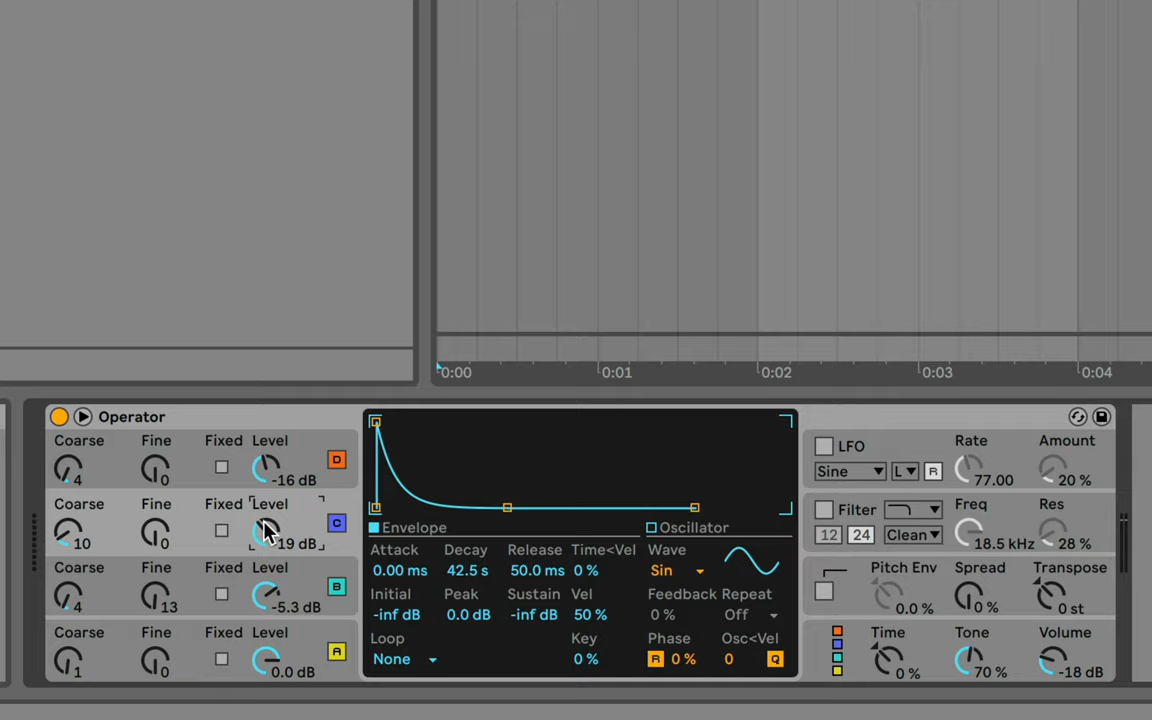 0:00 0:01 0:02 0:03 0:04
Operator
Coarse Fine Fixed Level
4 0 -16 dB D
Coarse Fine Fixed Level
10 0 19 dB C
Coarse Fine Fixed Level
4 13 -5.3 dB B
Coarse Fine Fixed Level
1 0 0.0 dB A
Envelope Oscillator
Attack Decay Release Time<Vel Wave
0.00 ms 42.5 s 50.0 ms 0 % Sin
Initial Peak Sustain Vel Feedback Repeat
-inf dB 0.0 dB -inf dB 50 % 0 % Off
Loop Key Phase Osc<Vel
None 0 % R 0 % 0 Q
LFO Rate Amount
Sine L R 77.00 20 %
Filter Freq Res
12 24 Clean 18.5 kHz 28 %
Pitch Env Spread Transpose
0.0 % 0 % 0 st
Time Tone Volume
0 % 70 % -18 dB